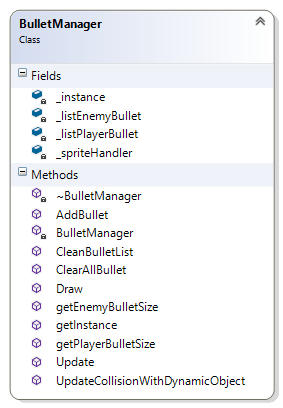 BulletManager
Class
Fields
_instance
_listEnemyBullet
_listPlayerBullet
_spriteHandler
Methods
~BulletManager
AddBullet
BulletManager
CleanBulletList
ClearAllBullet
Draw
getEnemyBulletSize
getInstance
getPlayerBulletSize
Update
UpdateCollisionWithDynamicObject